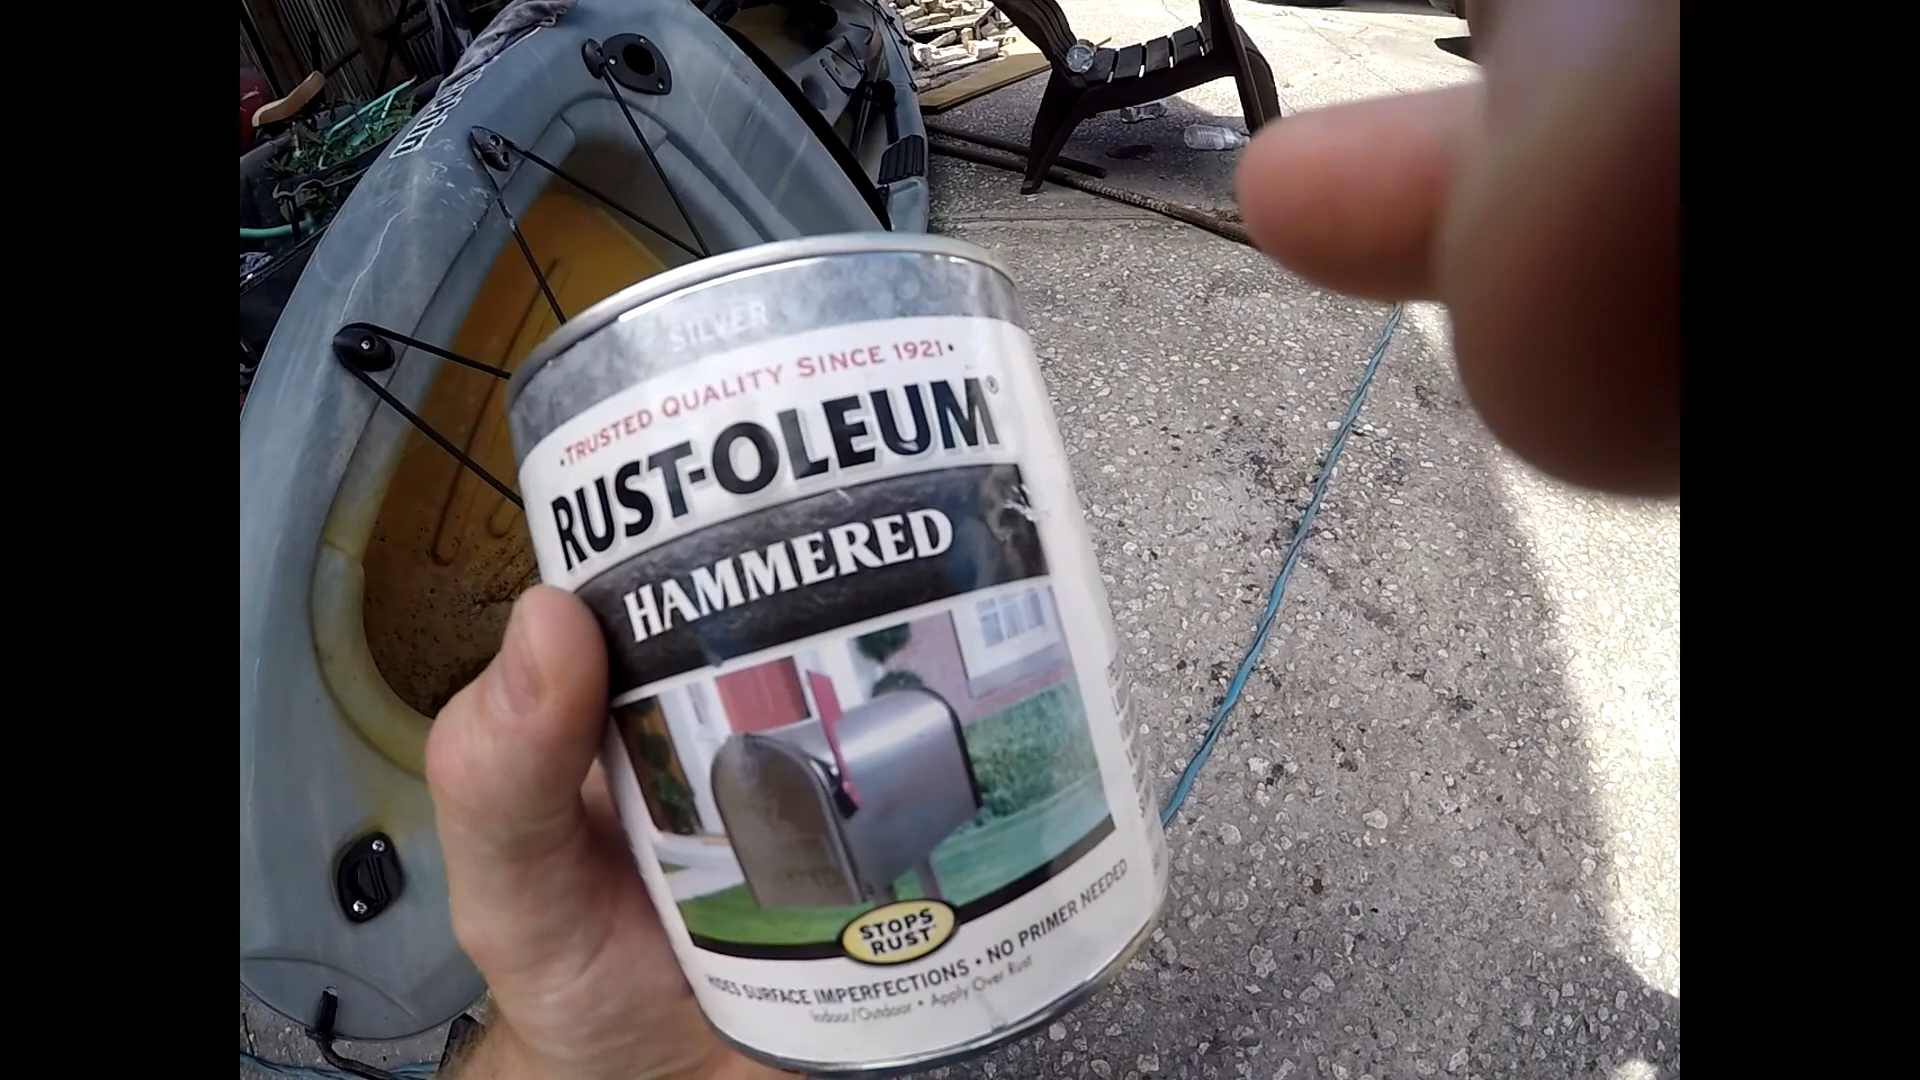 SILVER
•TRUSTED QUALITY SINCE 1921•
RUST-OLEUM®
HAMMERED
STOPS
RUST
HIDES SURFACE IMPERFECTIONS • NO PRIMER NEEDED
Indoor/Outdoor • Apply Over Rust